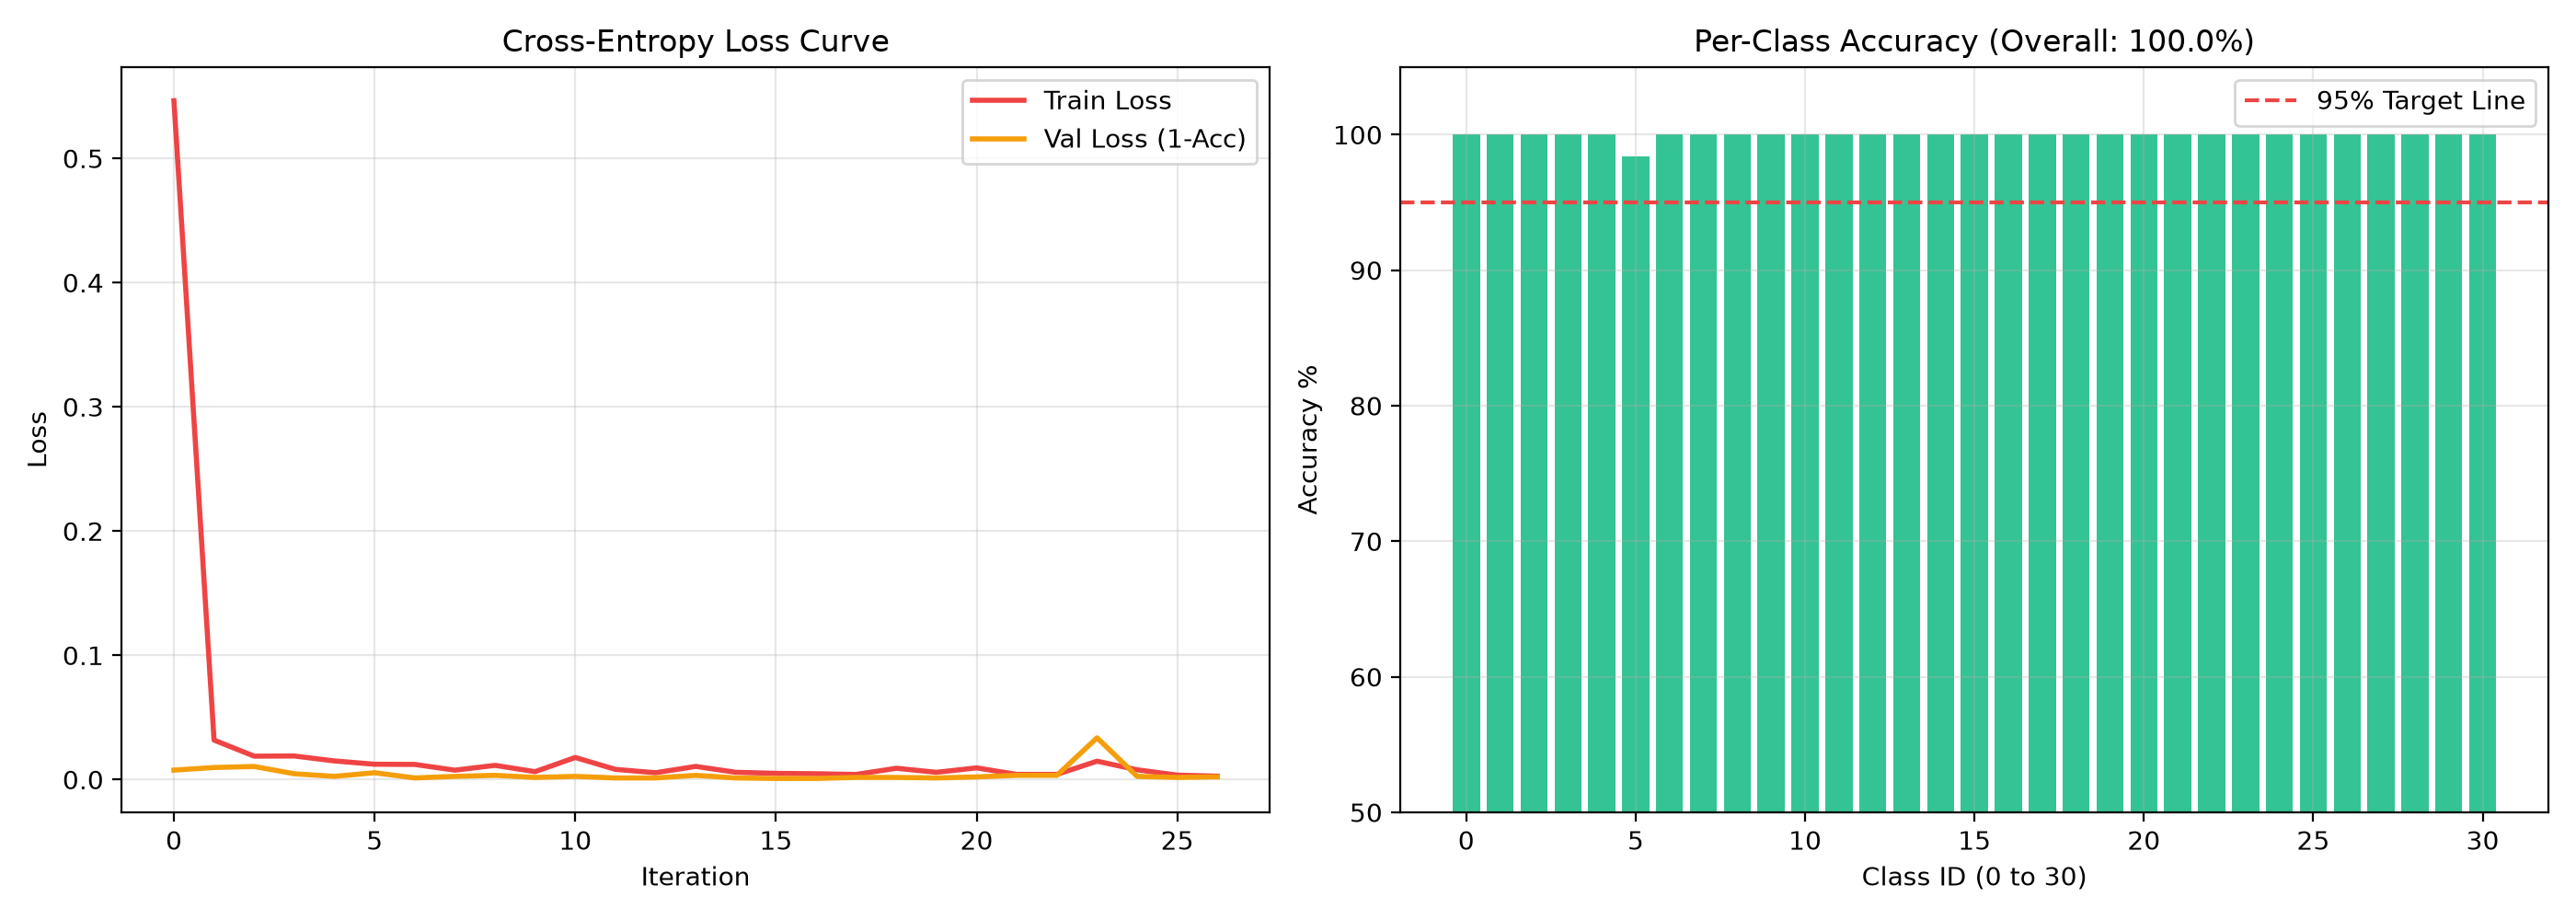 Cross-Entropy Loss Curve
Train Loss
Val Loss (1-Acc)
0.5
0.4
0.3
0.2
0.1
0.0
Loss
0 5 10 15 20 25
Iteration
Per-Class Accuracy (Overall: 100.0%)
95% Target Line
100
90
80
70
60
50
Accuracy %
0 5 10 15 20 25 30
Class ID (0 to 30)